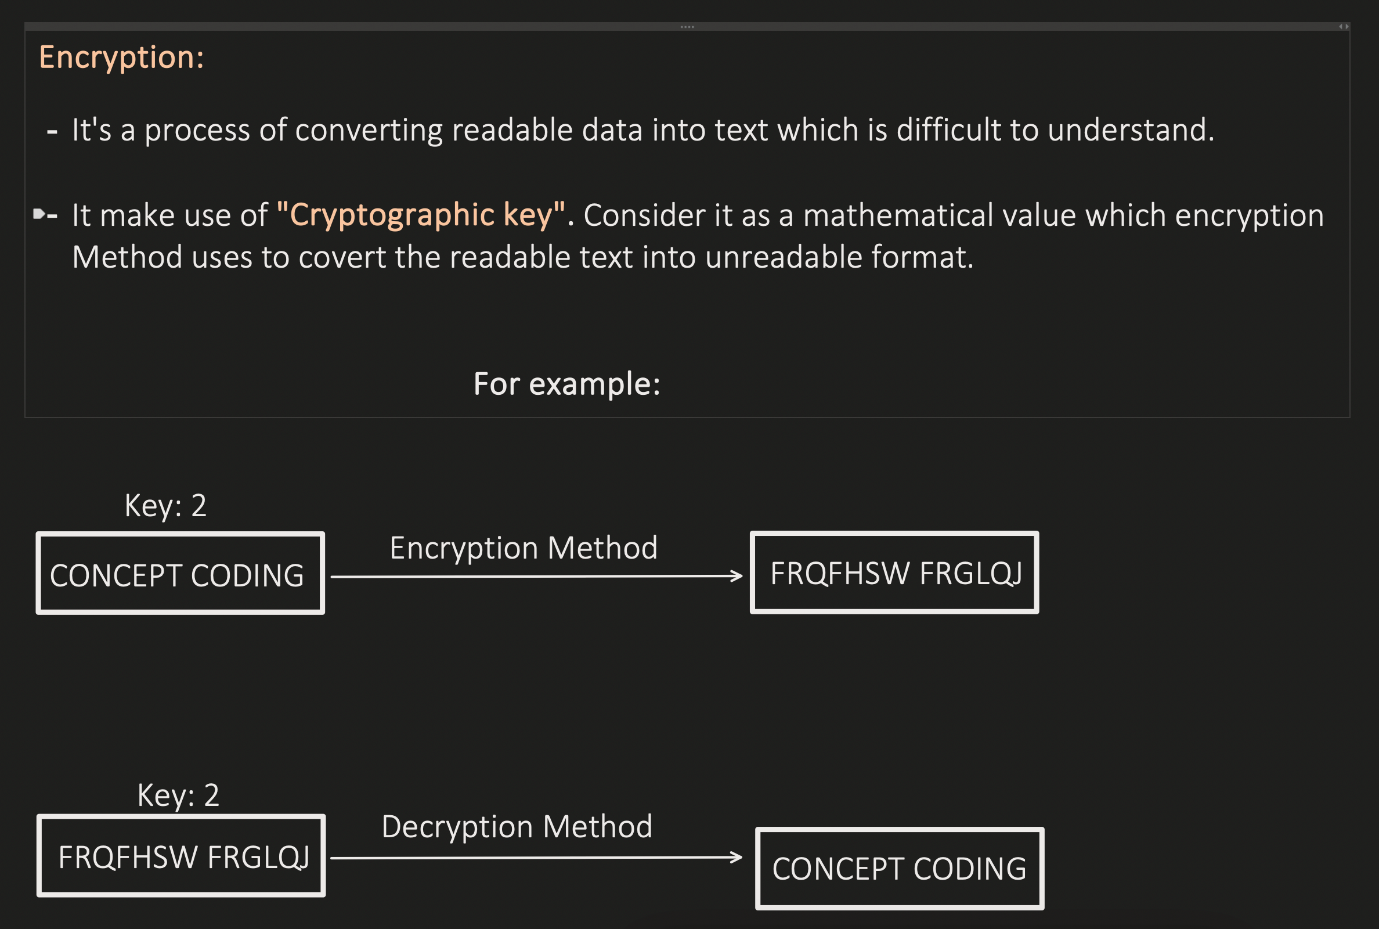 Encryption:
- It's a process of converting readable data into text which is difficult to understand.
- It make use of "Cryptographic key". Consider it as a mathematical value which encryption
Method uses to covert the readable text into unreadable format.
For example:
Key: 2
CONCEPT CODING
Encryption Method
FRQFHSW FRGLQJ
Key: 2
FRQFHSW FRGLQJ
Decryption Method
CONCEPT CODING